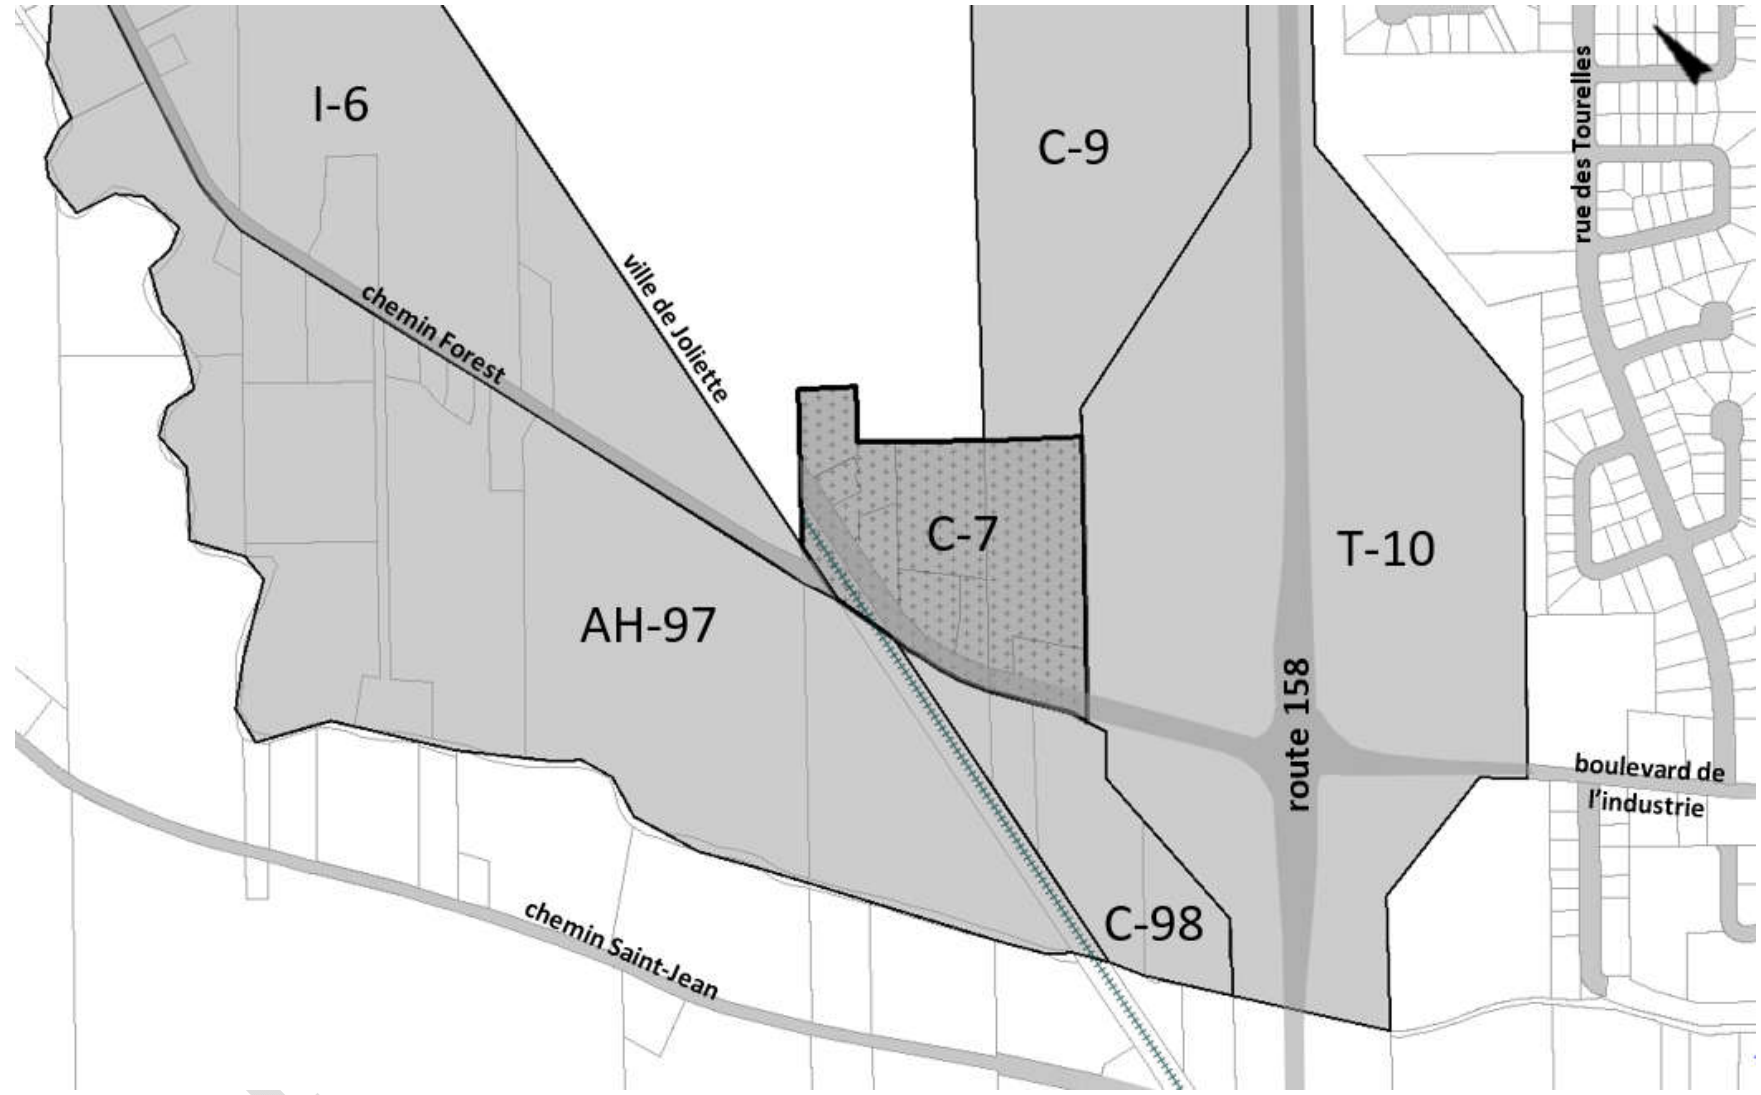 I-6
C-9
rue des Tourelles
ville de Joliette
chemin Forest
C-7
T-10
AH-97
route 158
boulevard de
l'industrie
C-98
chemin Saint-Jean